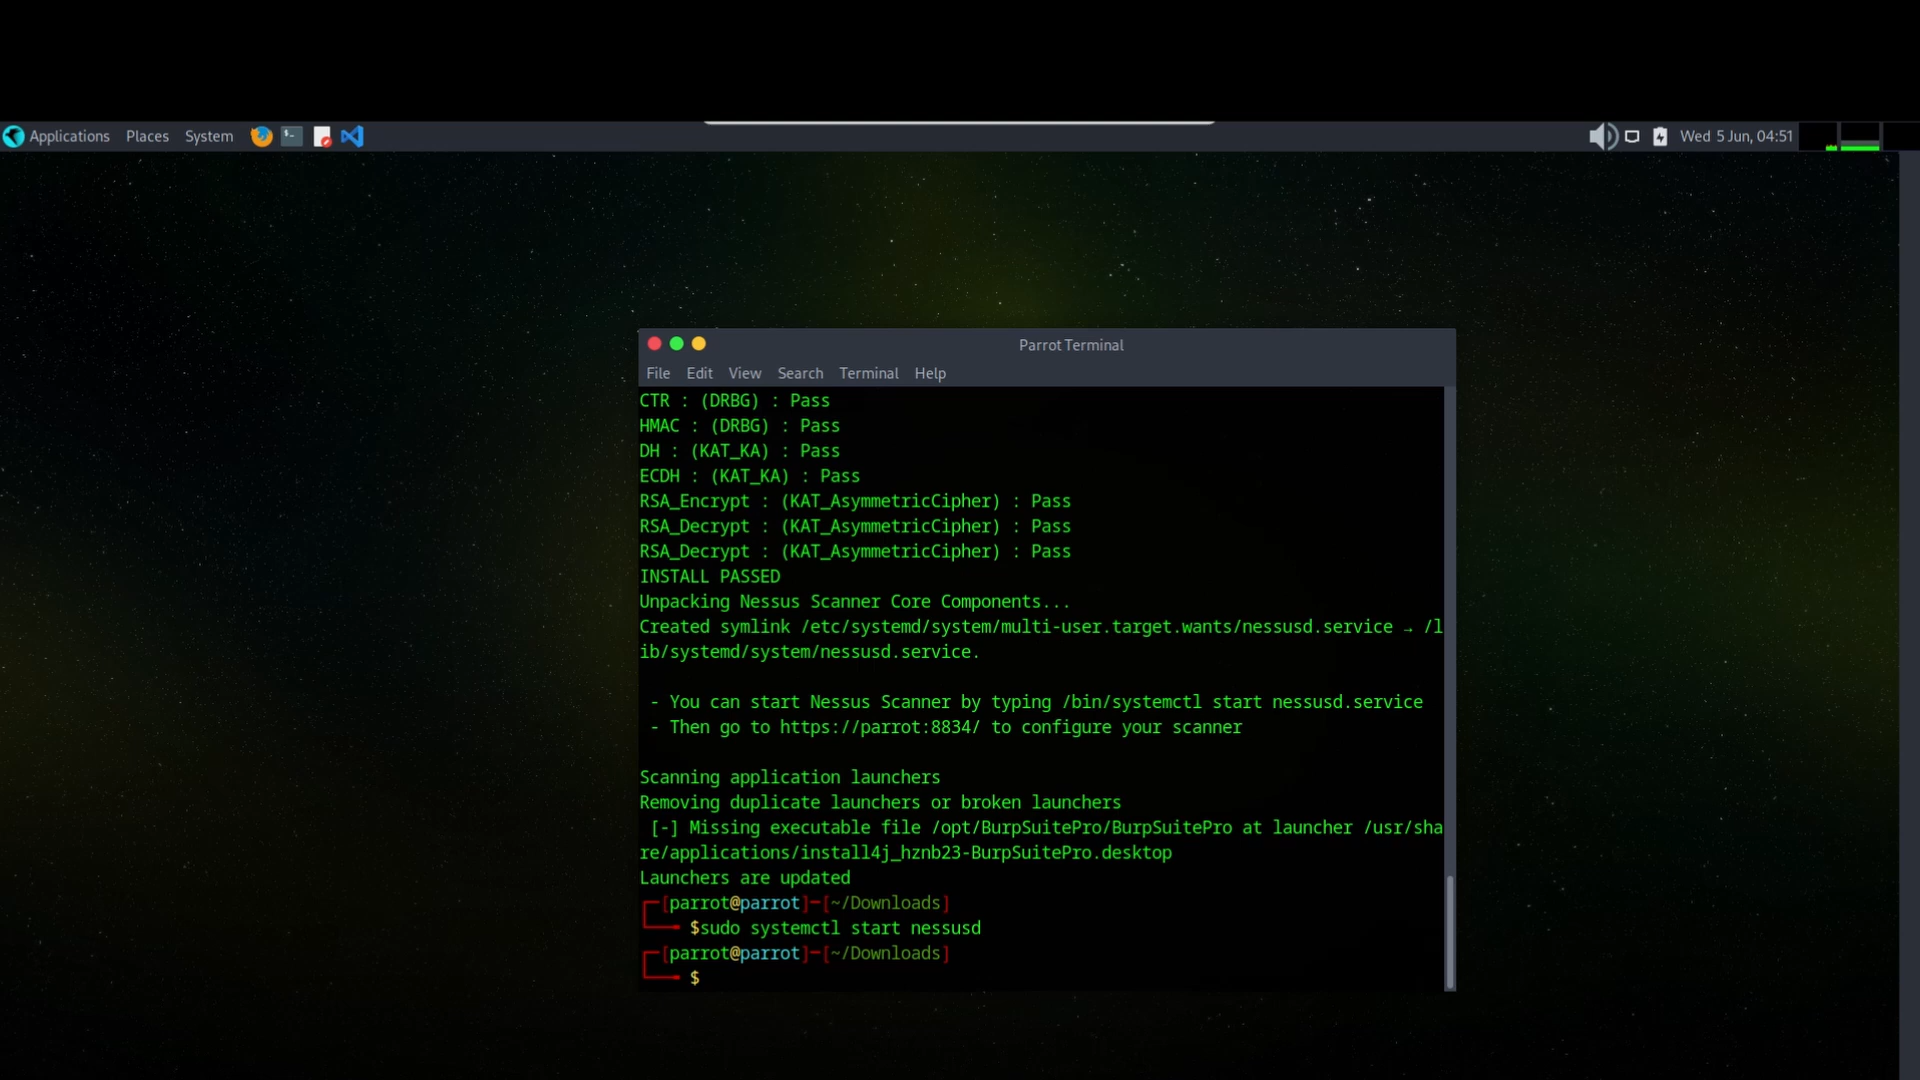 Applications Places System Wed 5 Jun, 04:51
Parrot Terminal
File Edit View Search Terminal Help
CTR : (DRBG) : Pass
HMAC : (DRBG) : Pass
DH : (KAT_KA) : Pass
ECDH : (KAT_KA) : Pass
RSA_Encrypt : (KAT_AsymmetricCipher) : Pass
RSA_Decrypt : (KAT_AsymmetricCipher) : Pass
RSA_Decrypt : (KAT_AsymmetricCipher) : Pass
INSTALL PASSED
Unpacking Nessus Scanner Core Components...
Created symlink /etc/systemd/system/multi-user.target.wants/nessusd.service → /l
ib/systemd/system/nessusd.service.
- You can start Nessus Scanner by typing /bin/systemctl start nessusd.service
- Then go to https://parrot:8834/ to configure your scanner
Scanning application launchers
Removing duplicate launchers or broken launchers
[-] Missing executable file /opt/BurpSuitePro/BurpSuitePro at launcher /usr/sha
re/applications/install4j_hznb23-BurpSuitePro.desktop
Launchers are updated
┌─[parrot@parrot]─[~/Downloads]
└──╼ $sudo systemctl start nessusd
┌─[parrot@parrot]─[~/Downloads]
└──╼ $